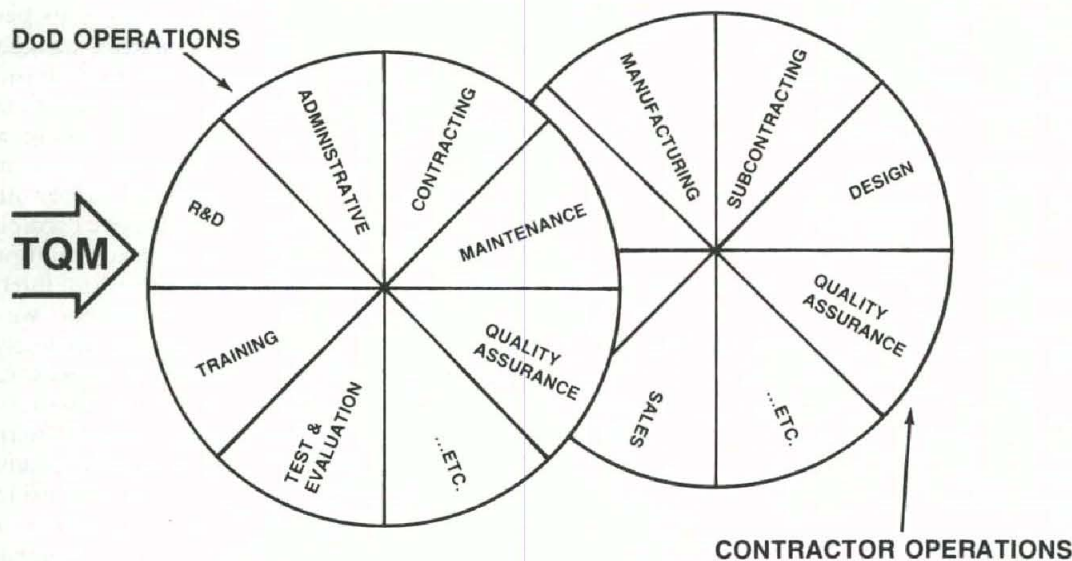 DoD OPERATIONS
TQM
R&D
ADMINISTRATIVE
CONTRACTING
MAINTENANCE
QUALITY
ASSURANCE
...ETC.
TEST &
EVALUATION
TRAINING
MANUFACTURING
SUBCONTRACTING
DESIGN
QUALITY
ASSURANCE
...ETC.
SALES
CONTRACTOR OPERATIONS